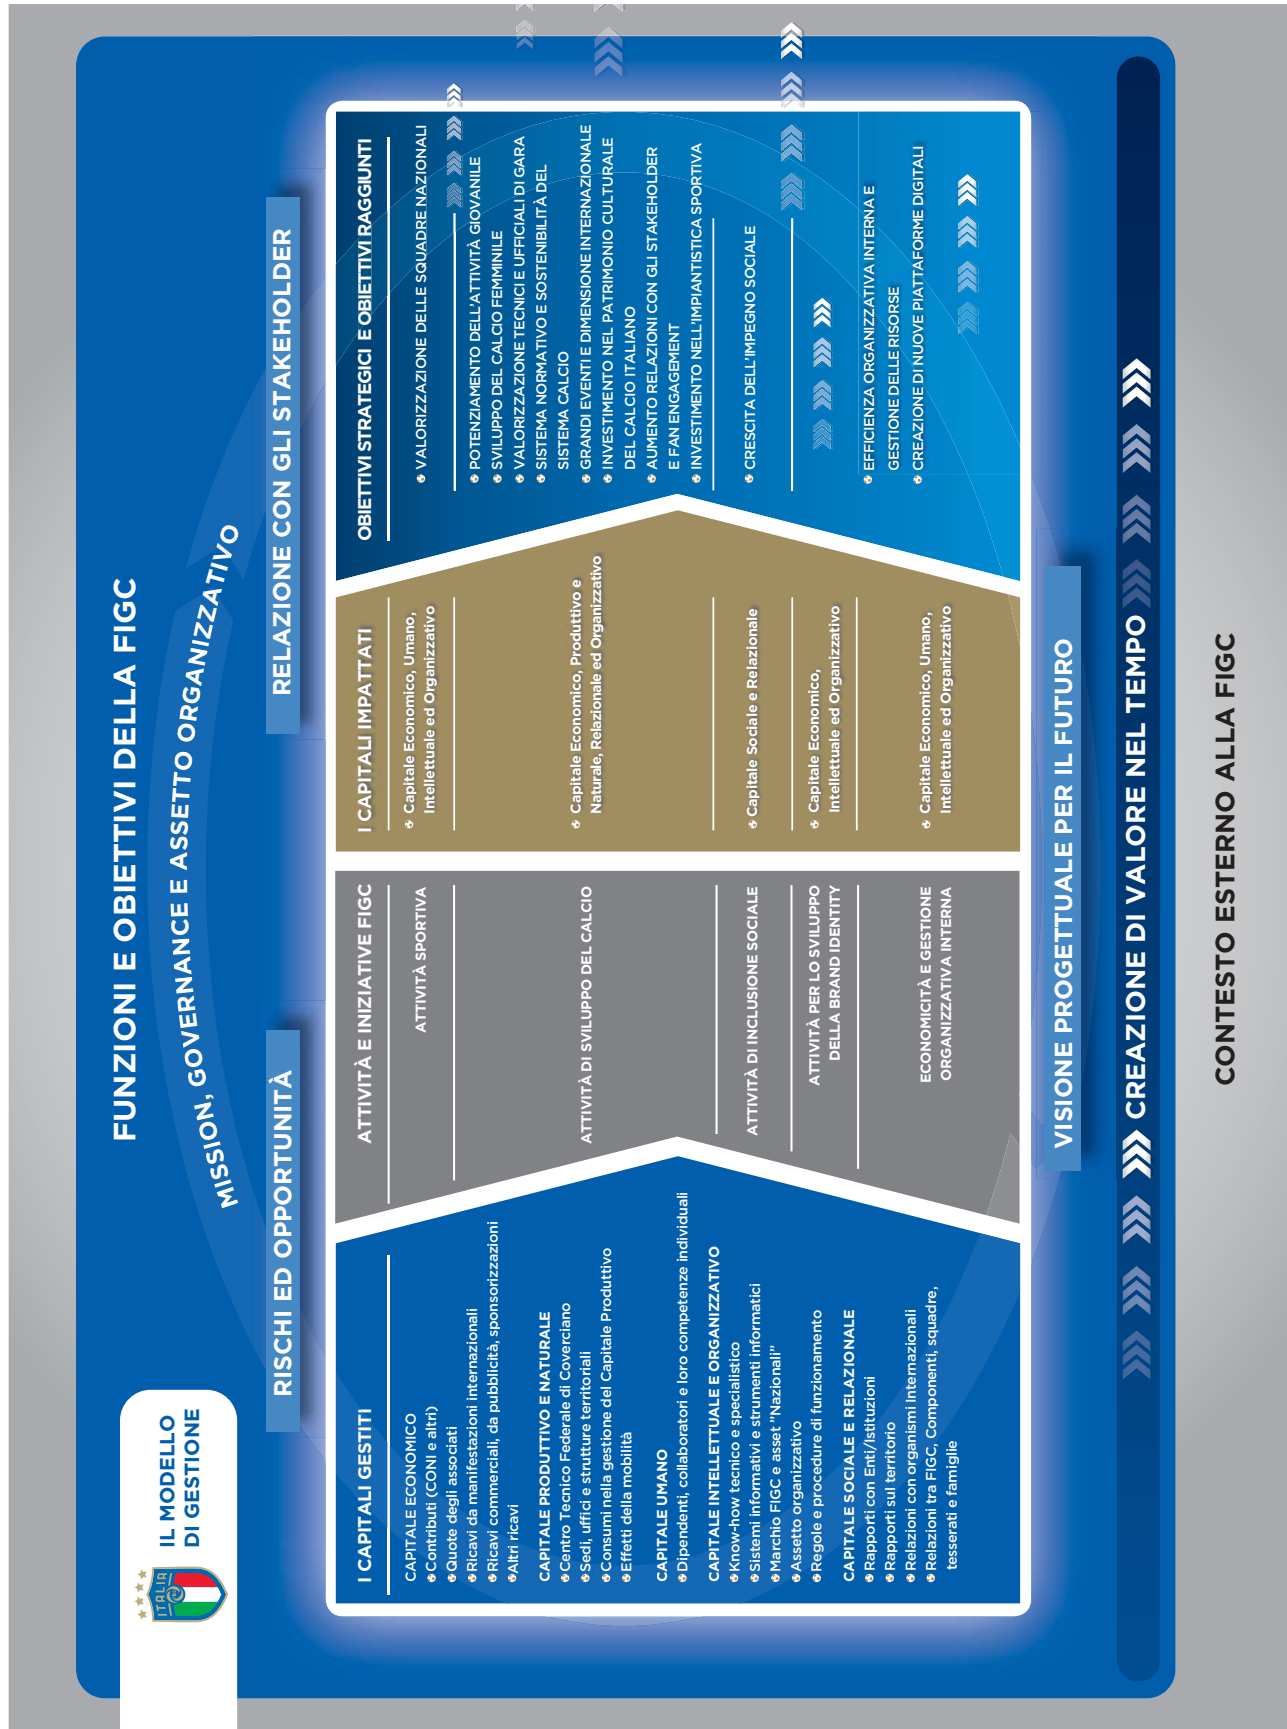 ITALIA
IL MODELLO
DI GESTIONE
FUNZIONI E OBIETTIVI DELLA FIGC
MISSION, GOVERNANCE E ASSETTO ORGANIZZATIVO
RISCHI ED OPPORTUNITÀ
RELAZIONE CON GLI STAKEHOLDER
I CAPITALI GESTITI
CAPITALE ECONOMICO
Contributi (CONI e altri)
Quote degli associati
Ricavi da manifestazioni internazionali
Ricavi commerciali, da pubblicità, sponsorizzazioni
Altri ricavi
CAPITALE PRODUTTIVO E NATURALE
Centro Tecnico Federale di Coverciano
Sedi, uffici e strutture territoriali
Consumi nella gestione del Capitale Produttivo
Effetti della mobilità
CAPITALE UMANO
Dipendenti, collaboratori e loro competenze individuali
CAPITALE INTELLETTUALE E ORGANIZZATIVO
Know-how tecnico e specialistico
Sistemi informativi e strumenti informatici
Marchio FIGC e asset ”Nazionali”
Assetto organizzativo
Regole e procedure di funzionamento
CAPITALE SOCIALE E RELAZIONALE
Rapporti con Enti/Istituzioni
Rapporti sul territorio
Relazioni con organismi internazionali
Relazioni tra FIGC, Componenti, squadre,
tesserati e famiglie
ATTIVITÀ E INIZIATIVE FIGC
ATTIVITÀ SPORTIVA
ATTIVITÀ DI SVILUPPO DEL CALCIO
ATTIVITÀ DI INCLUSIONE SOCIALE
ATTIVITÀ PER LO SVILUPPO
DELLA BRAND IDENTITY
ECONOMICITÀ E GESTIONE
ORGANIZZATIVA INTERNA
I CAPITALI IMPATTATI
Capitale Economico, Umano,
Intellettuale ed Organizzativo
Capitale Economico, Produttivo e
Naturale, Relazionale ed Organizzativo
Capitale Sociale e Relazionale
Capitale Economico,
Intellettuale ed Organizzativo
Capitale Economico, Umano,
Intellettuale ed Organizzativo
OBIETTIVI STRATEGICI E OBIETTIVI RAGGIUNTI
VALORIZZAZIONE DELLE SQUADRE NAZIONALI
POTENZIAMENTO DELL’ATTIVITÀ GIOVANILE
SVILUPPO DEL CALCIO FEMMINILE
VALORIZZAZIONE TECNICI E UFFICIALI DI GARA
SISTEMA NORMATIVO E SOSTENIBILITÀ DEL
SISTEMA CALCIO
GRANDI EVENTI E DIMENSIONE INTERNAZIONALE
INVESTIMENTO NEL PATRIMONIO CULTURALE
DEL CALCIO ITALIANO
AUMENTO RELAZIONI CON GLI STAKEHOLDER
E FAN ENGAGEMENT
INVESTIMENTO NELL’IMPIANTISTICA SPORTIVA
CRESCITA DELL’IMPEGNO SOCIALE
EFFICIENZA ORGANIZZATIVA INTERNA E
GESTIONE DELLE RISORSE
CREAZIONE DI NUOVE PIATTAFORME DIGITALI
VISIONE PROGETTUALE PER IL FUTURO
CREAZIONE DI VALORE NEL TEMPO
CONTESTO ESTERNO ALLA FIGC